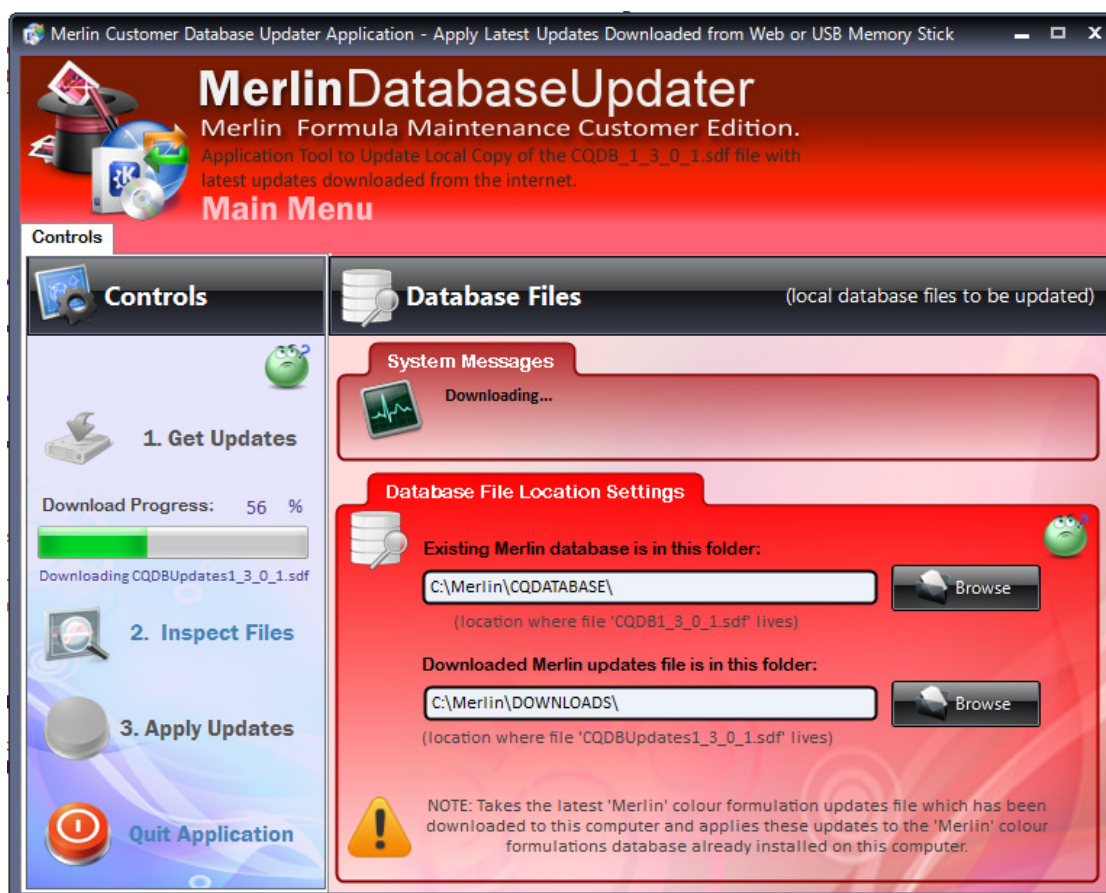 Merlin Customer Database Updater Application - Apply Latest Updates Downloaded from Web or USB Memory Stick
MerlinDatabaseUpdater
Merlin Formula Maintenance Customer Edition.
Application Tool to Update Local Copy of the CQDB_1_3_0_1.sdf file with
latest updates downloaded from the internet.
Main Menu
Controls
Controls
Database Files
(local database files to be updated)
System Messages
Downloading...
1. Get Updates
Download Progress: 56 %
Downloading CQDBUpdates1_3_0_1.sdf
2. Inspect Files
3. Apply Updates
Quit Application
Database File Location Settings
Existing Merlin database is in this folder:
C:\Merlin\CQDATABASE\
Browse
(location where file 'CQDB1_3_0_1.sdf' lives)
Downloaded Merlin updates file is in this folder:
C:\Merlin\DOWNLOADS\
Browse
(location where file 'CQDBUpdates1_3_0_1.sdf' lives)
NOTE: Takes the latest 'Merlin' colour formulation updates file which has been
downloaded to this computer and applies these updates to the 'Merlin' colour
formulations database already installed on this computer.